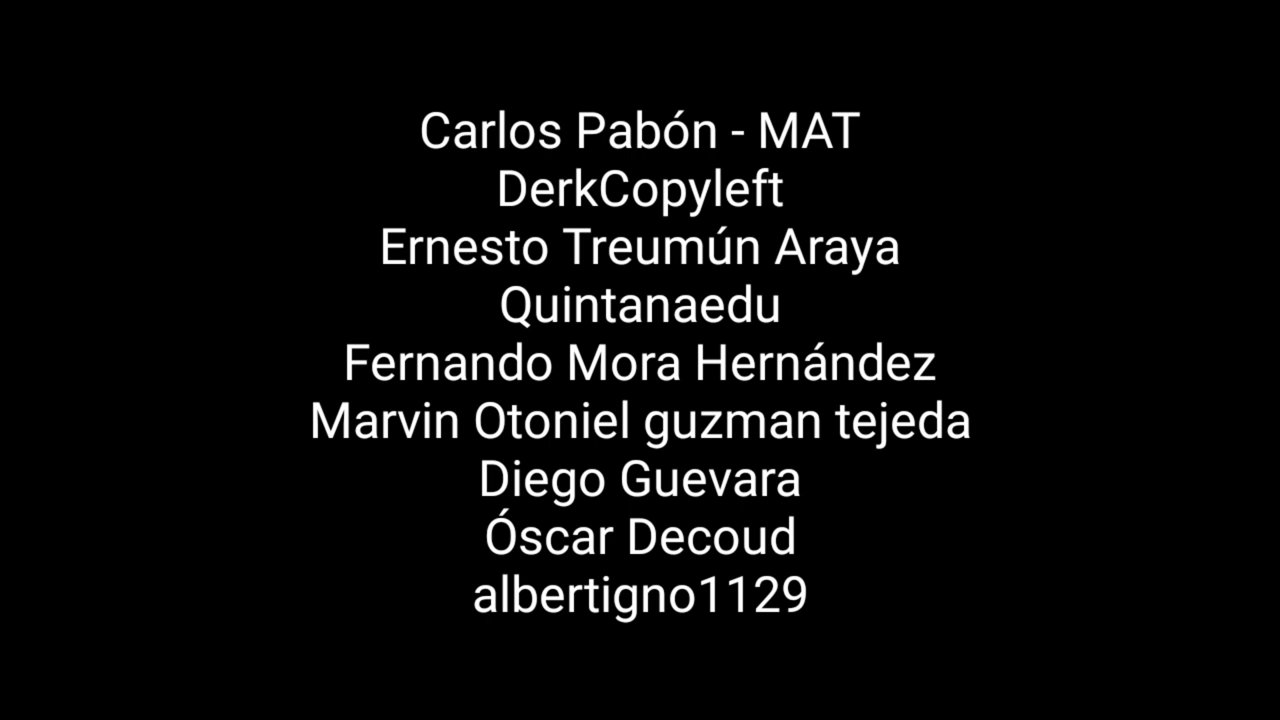 Carlos Pabón - MAT
DerkCopyleft
Ernesto Treumún Araya
Quintanaedu
Fernando Mora Hernández
Marvin Otoniel guzman tejeda
Diego Guevara
Óscar Decoud
albertigno1129